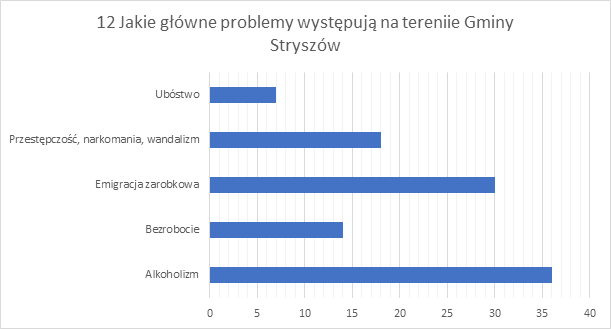 12 Jakie główne problemy występują na tereniie Gminy
Stryszów
Ubóstwo
Przestępczość, narkomania, wandalizm
Emigracja zarobkowa
Bezrobocie
Alkoholizm
0 5 10 15 20 25 30 35 40